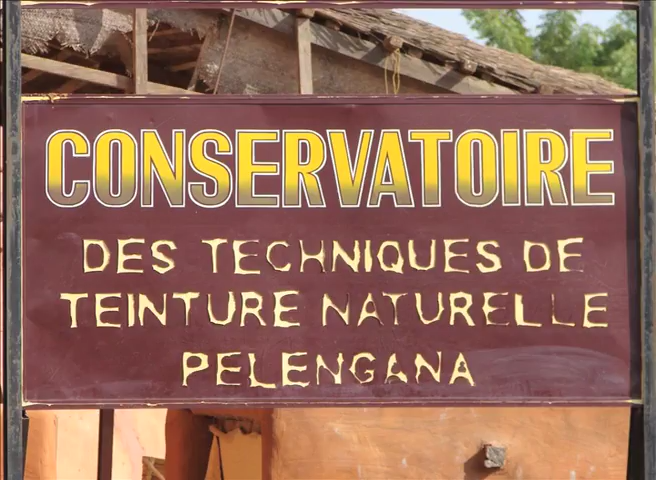 CONSERVATOIRE
DES TECHNIQUES DE
TEINTURE NATURELLE
PELENGANA